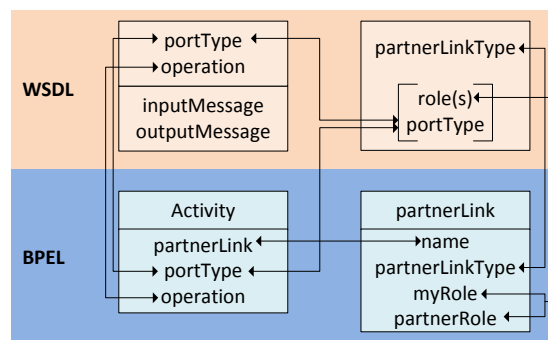 WSDL
portType
operation
inputMessage
outputMessage
partnerLinkType
role(s)
portType
BPEL
Activity
partnerLink
portType
operation
partnerLink
name
partnerLinkType
myRole
partnerRole